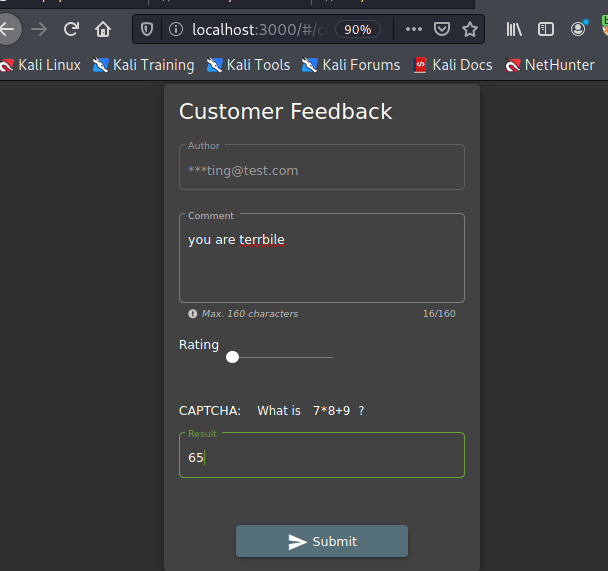 localhost:3000/#/c
90%
Kali Linux Kali Training Kali Tools Kali Forums Kali Docs NetHunter
Customer Feedback
Author
***ting@test.com
Comment
you are terrbile
Max. 160 characters 16/160
Rating
CAPTCHA: What is 7*8+9 ?
Result
65
Submit